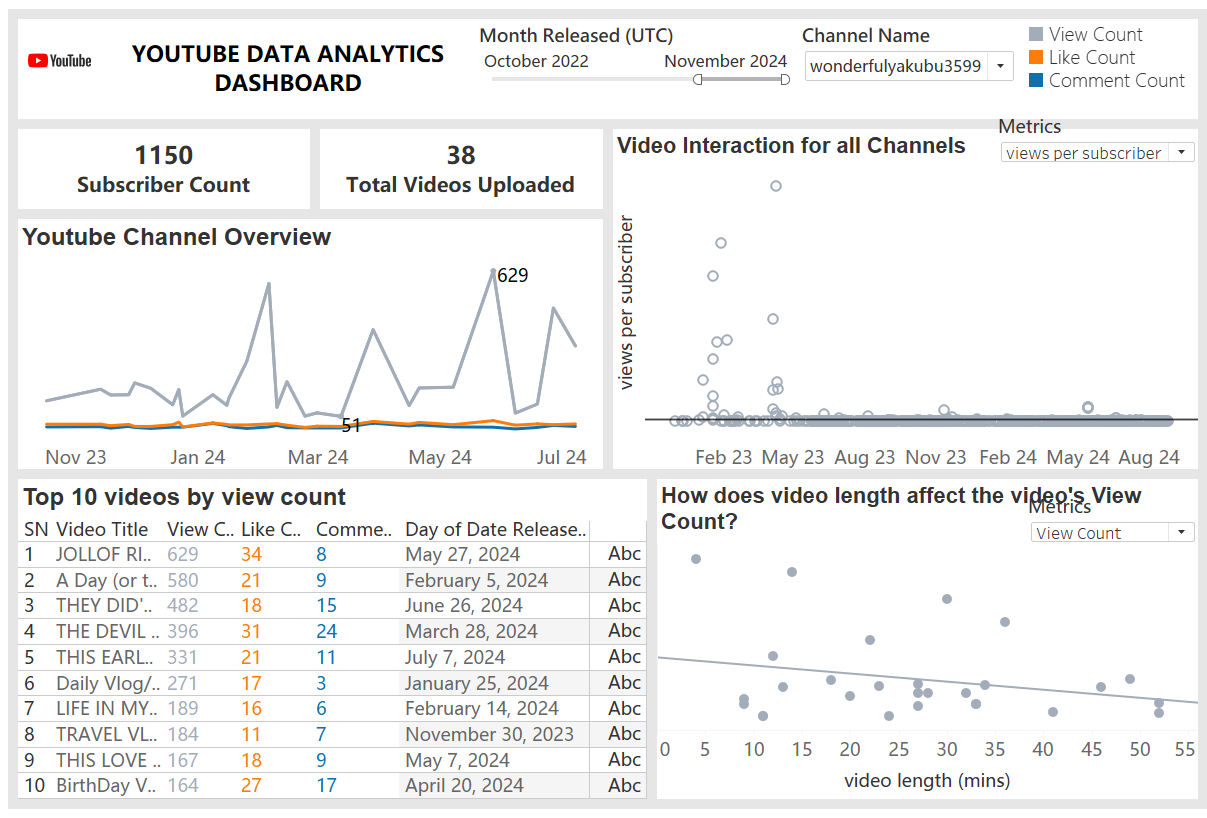 YouTube
YOUTUBE DATA ANALYTICS
DASHBOARD
Month Released (UTC)
October 2022
November 2024
Channel Name
wonderfulyakubu3599
View Count
Like Count
Comment Count
1150
Subscriber Count
38
Total Videos Uploaded
Video Interaction for all Channels
Metrics
views per subscriber
views per subscriber
Feb 23 May 23 Aug 23 Nov 23 Feb 24 May 24 Aug 24
Youtube Channel Overview
629
51
Nov 23 Jan 24 Mar 24 May 24 Jul 24
Top 10 videos by view count
SN Video Title View C.. Like C.. Comme.. Day of Date Release..
1 JOLLOF RI.. 629 34 8 May 27, 2024 Abc
2 A Day (or t.. 580 21 9 February 5, 2024 Abc
3 THEY DID'.. 482 18 15 June 26, 2024 Abc
4 THE DEVIL .. 396 31 24 March 28, 2024 Abc
5 THIS EARL.. 331 21 11 July 7, 2024 Abc
6 Daily Vlog/.. 271 17 3 January 25, 2024 Abc
7 LIFE IN MY.. 189 16 6 February 14, 2024 Abc
8 TRAVEL VL.. 184 11 7 November 30, 2023 Abc
9 THIS LOVE .. 167 18 9 May 7, 2024 Abc
10 BirthDay V.. 164 27 17 April 20, 2024 Abc
How does video length affect the video's View
Count?
Metrics
View Count
0 5 10 15 20 25 30 35 40 45 50 55
video length (mins)